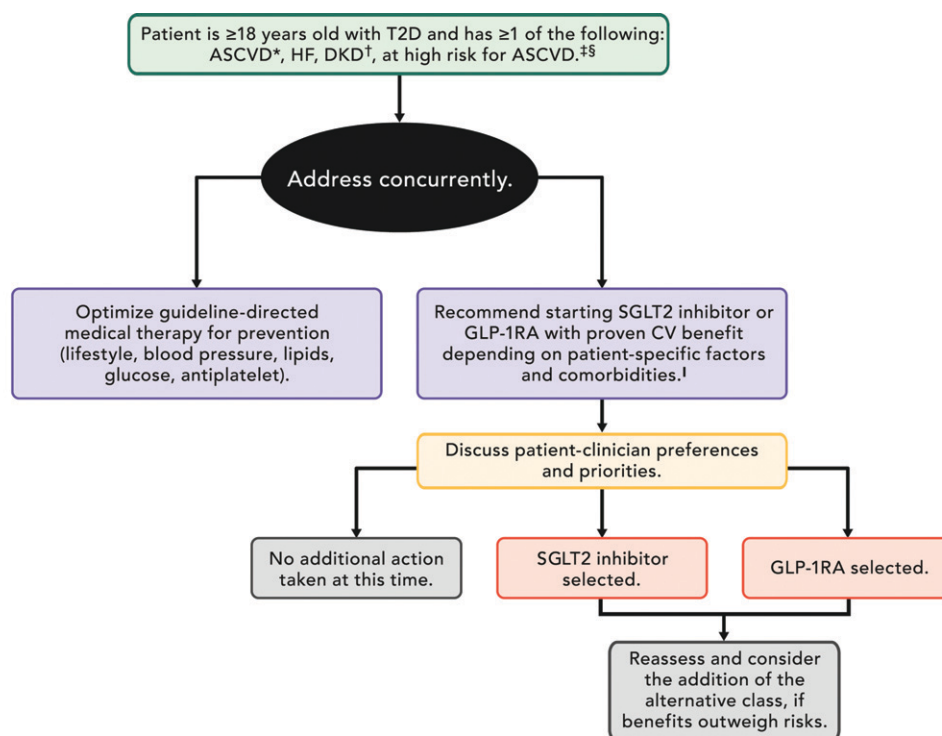 Patient is ≥18 years old with T2D and has ≥1 of the following:
ASCVD*, HF, DKD†, at high risk for ASCVD.‡§
Address concurrently.
Optimize guideline-directed
medical therapy for prevention
(lifestyle, blood pressure, lipids,
glucose, antiplatelet).
Recommend starting SGLT2 inhibitor or
GLP-1RA with proven CV benefit
depending on patient-specific factors
and comorbidities.ǀ
Discuss patient-clinician preferences
and priorities.
No additional action
taken at this time.
SGLT2 inhibitor
selected.
GLP-1RA selected.
Reassess and consider
the addition of the
alternative class, if
benefits outweigh risks.